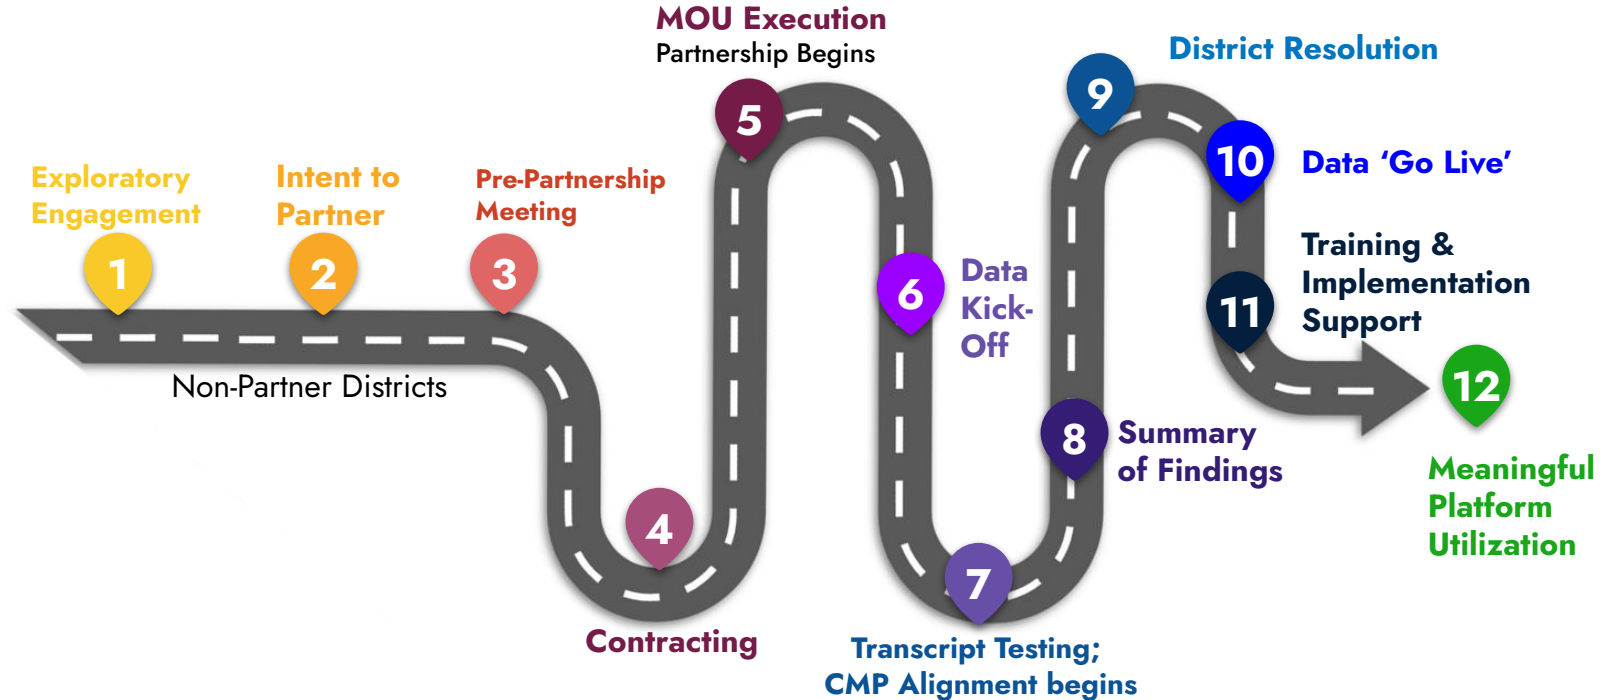 Exploratory
Engagement
1
Intent to
Partner
2
Pre-Partnership
Meeting
3
Non-Partner Districts
4
Contracting
MOU Execution
Partnership Begins
5
6
Data
Kick-
Off
7
Transcript Testing;
CMP Alignment begins
8
Summary
of Findings
9
District Resolution
10
Data ‘Go Live’
11
Training &
Implementation
Support
12
Meaningful
Platform
Utilization